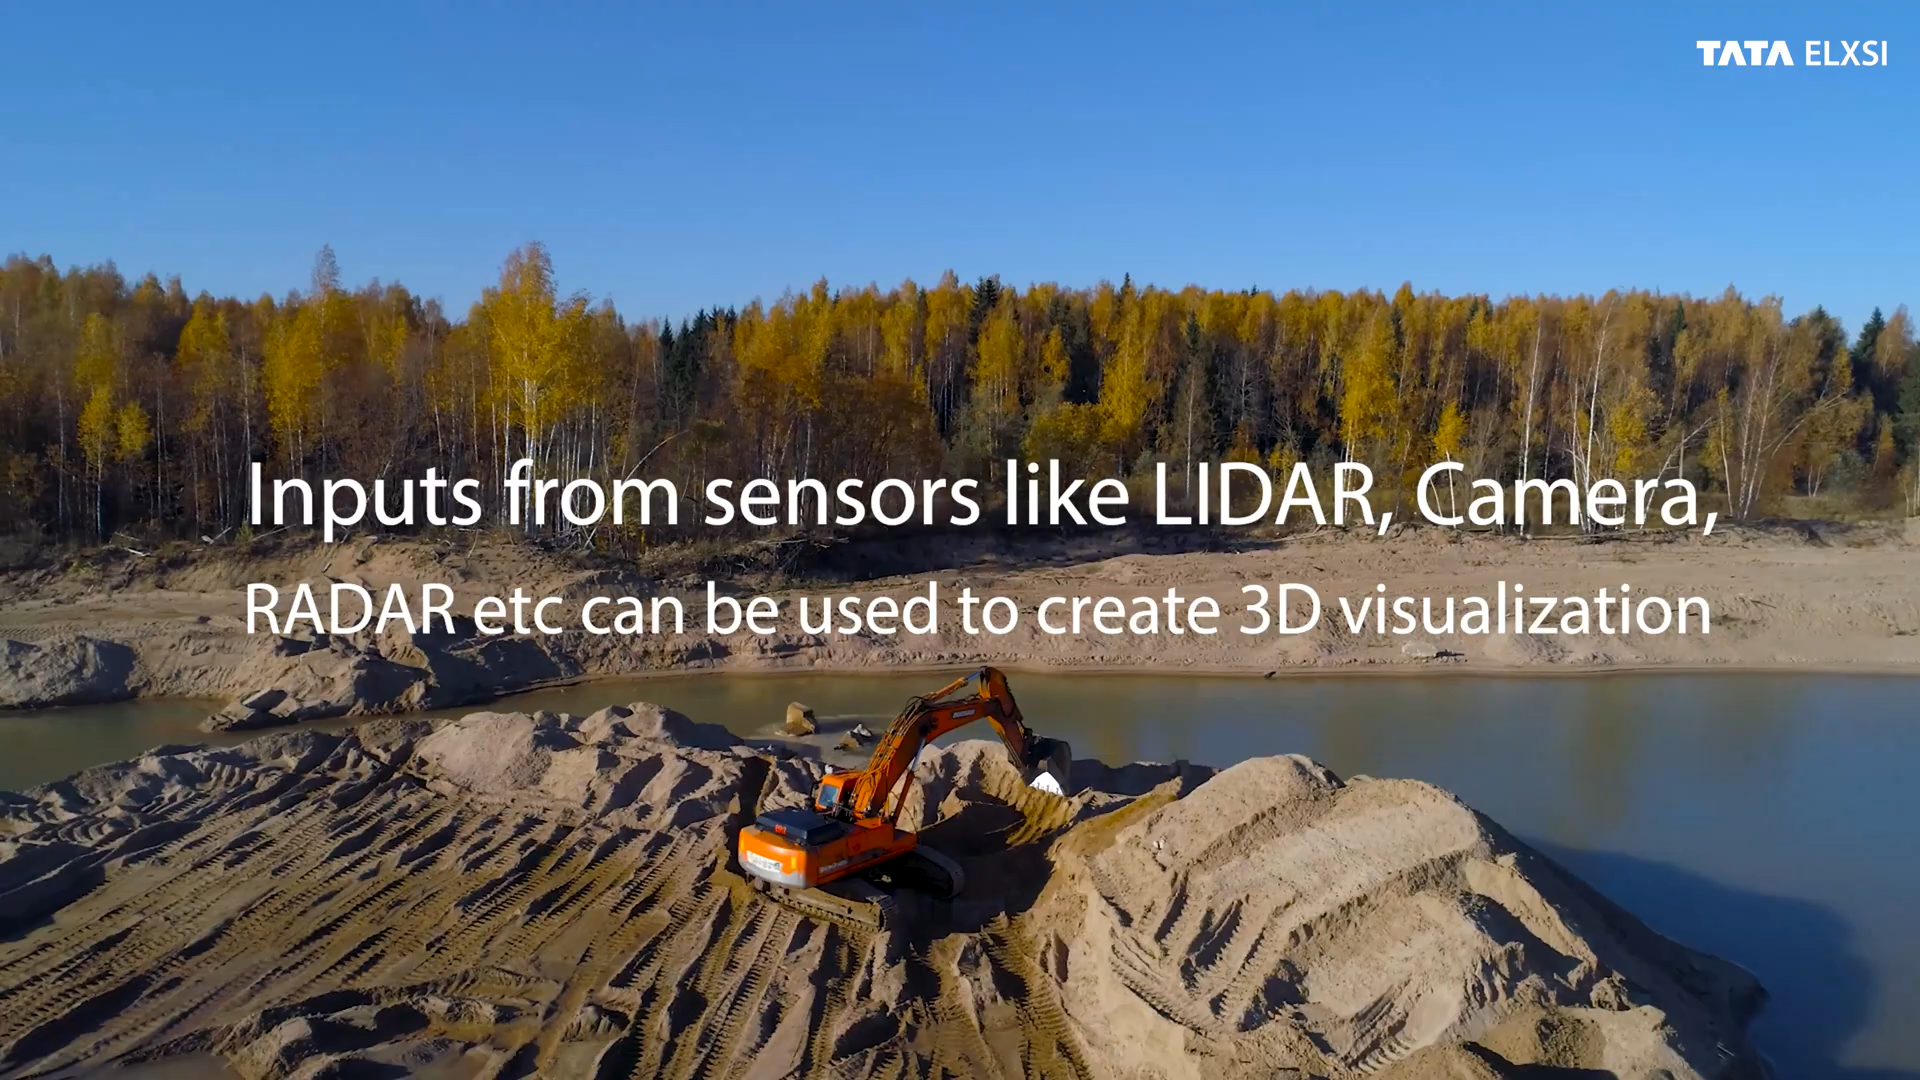 TATA ELXSI
Inputs from sensors like LIDAR, Camera,
RADAR etc can be used to create 3D visualization